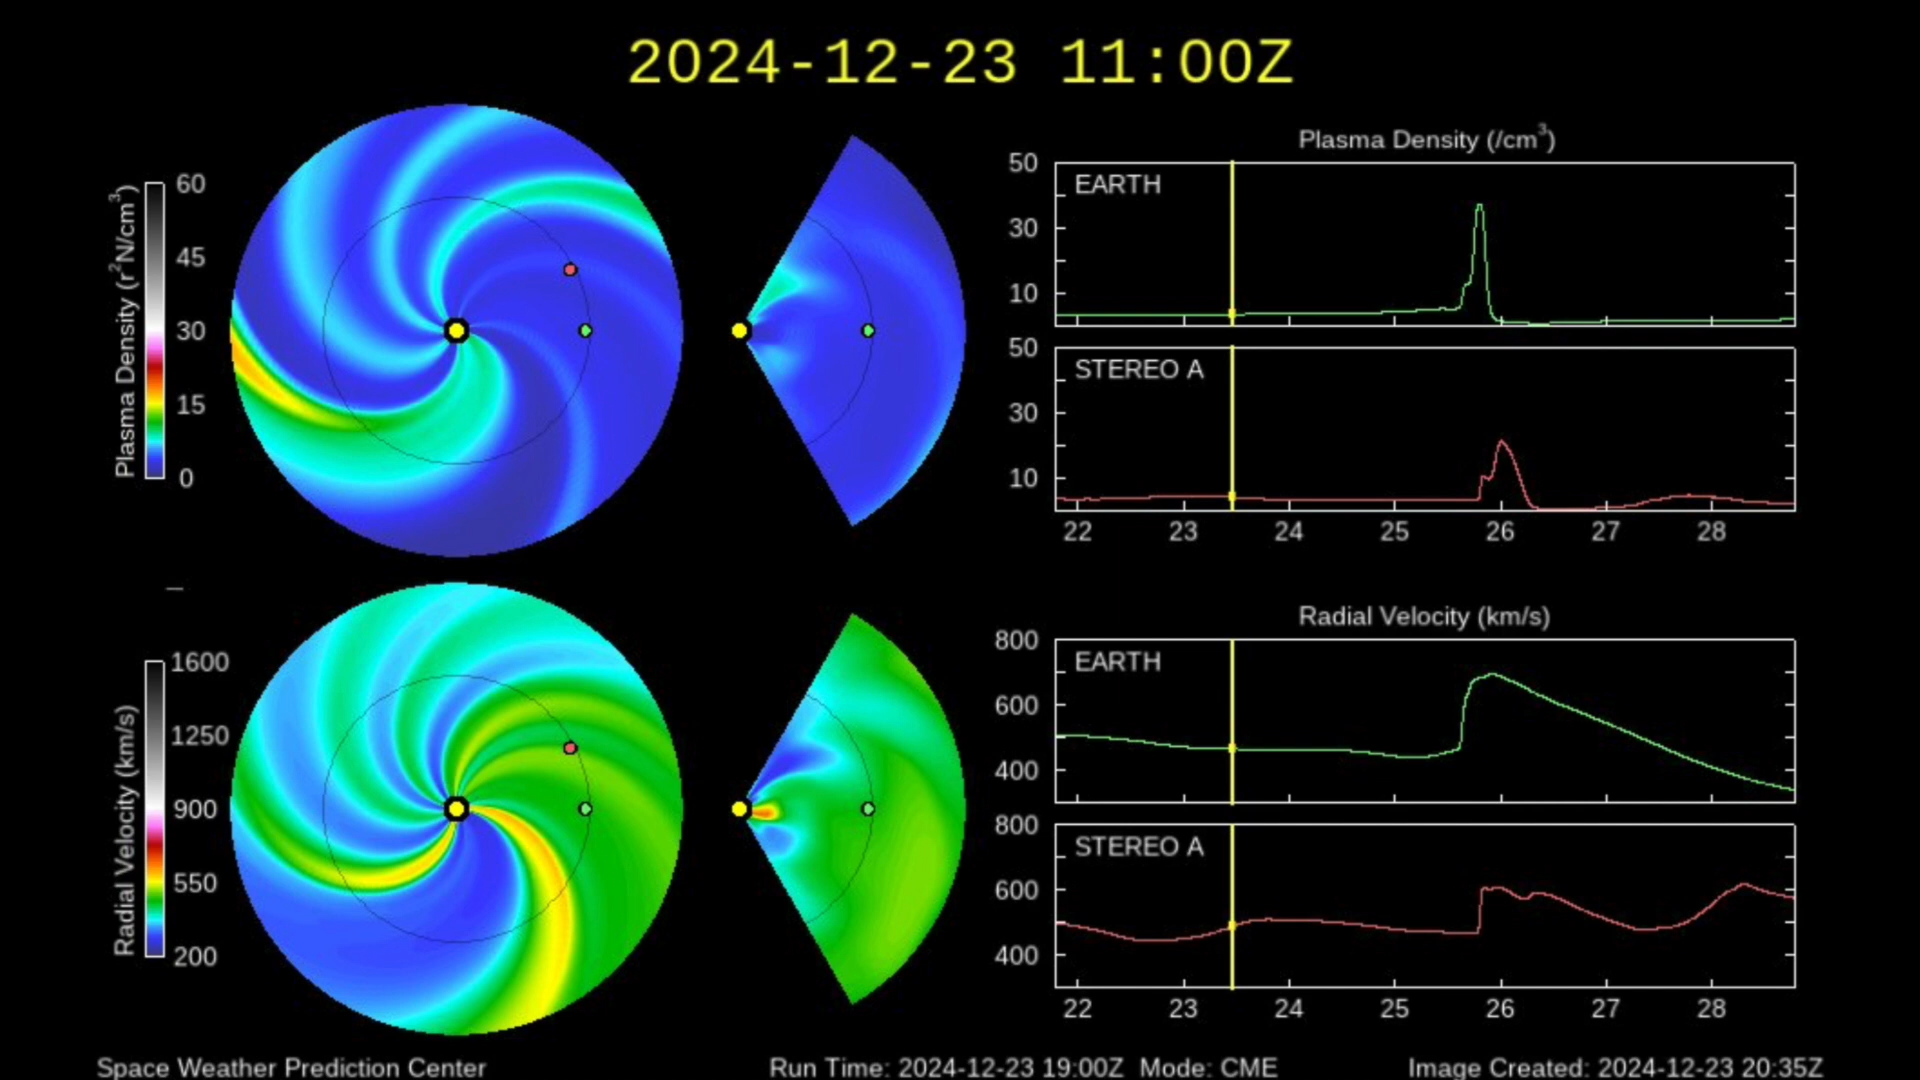 2024-12-23 11:00Z
Plasma Density (r²N/cm³)
60
45
30
15
0
Plasma Density (/cm³)
50
30
10
EARTH
50
30
10
STEREO A
22 23 24 25 26 27 28
Radial Velocity (km/s)
1600
1250
900
550
200
Radial Velocity (km/s)
800
600
400
EARTH
800
600
400
STEREO A
22 23 24 25 26 27 28
Space Weather Prediction Center
Run Time: 2024-12-23 19:00Z Mode: CME
Image Created: 2024-12-23 20:35Z